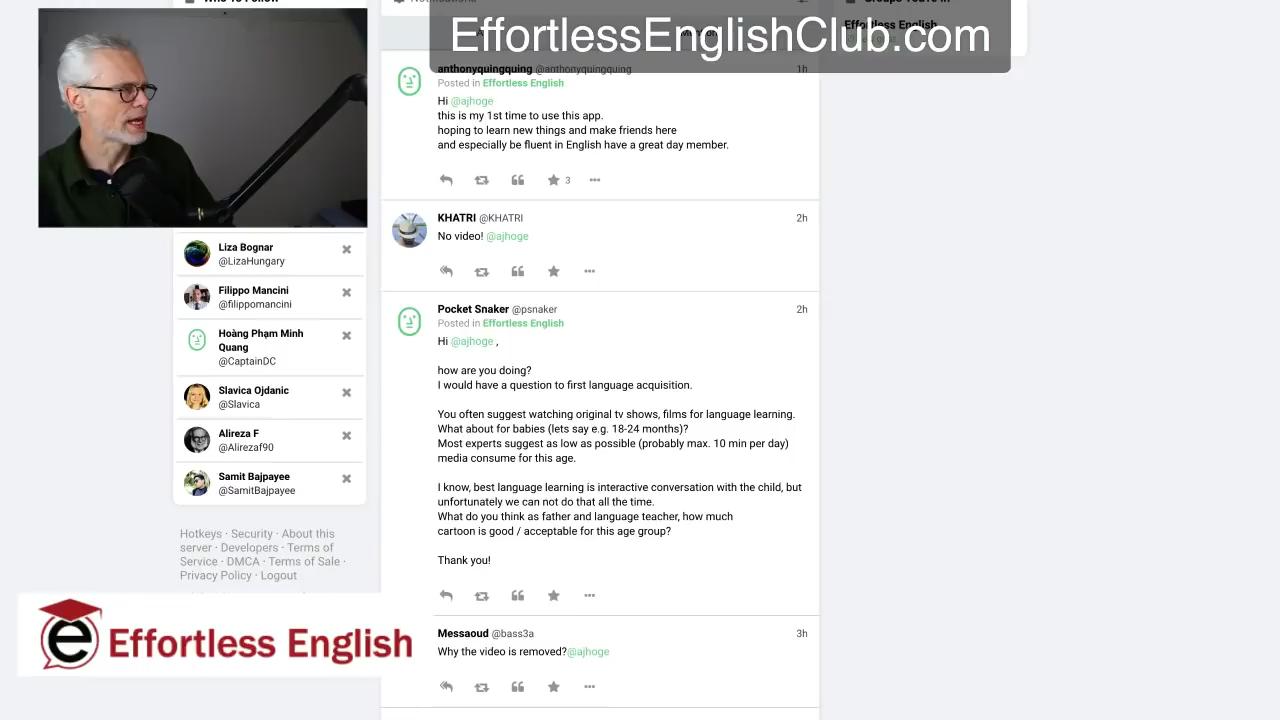 Who To Follow
Notifications
Groups You're In
Effortless English
EffortlessEnglishClub.com
anthonyquingquing @anthonyquingquing
1h
Posted in Effortless English
Hi @ajhoge
this is my 1st time to use this app.
hoping to learn new things and make friends here
and especially be fluent in English have a great day member.
3
KHATRI @KHATRI
2h
No video! @ajhoge
Pocket Snaker @psnaker
2h
Posted in Effortless English
Hi @ajhoge ,
how are you doing?
I would have a question to first language acquisition.
You often suggest watching original tv shows, films for language learning.
What about for babies (lets say e.g. 18-24 months)?
Most experts suggest as low as possible (probably max. 10 min per day)
media consume for this age.
I know, best language learning is interactive conversation with the child, but
unfortunately we can not do that all the time.
What do you think as father and language teacher, how much
cartoon is good / acceptable for this age group?
Thank you!
Messaoud @bass3a
3h
Why the video is removed?@ajhoge
Liza Bognar
@LizaHungary
Filippo Mancini
@filippomancini
Hoàng Phạm Minh
Quang
@CaptainDC
Slavica Ojdanic
@Slavica
Alireza F
@Alirezaf90
Samit Bajpayee
@SamitBajpayee
Hotkeys · Security · About this
server · Developers · Terms of
Service · DMCA · Terms of Sale ·
Privacy Policy · Logout
e Effortless English